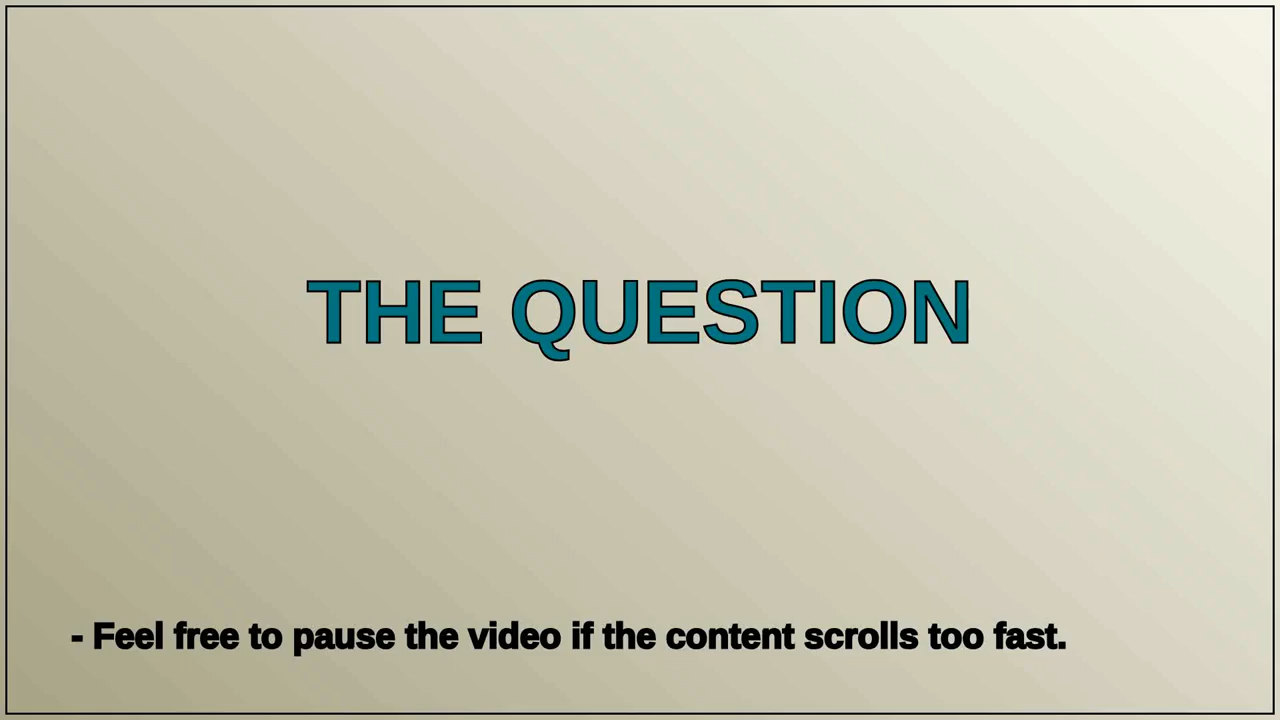 THE QUESTION
- Feel free to pause the video if the content scrolls too fast.